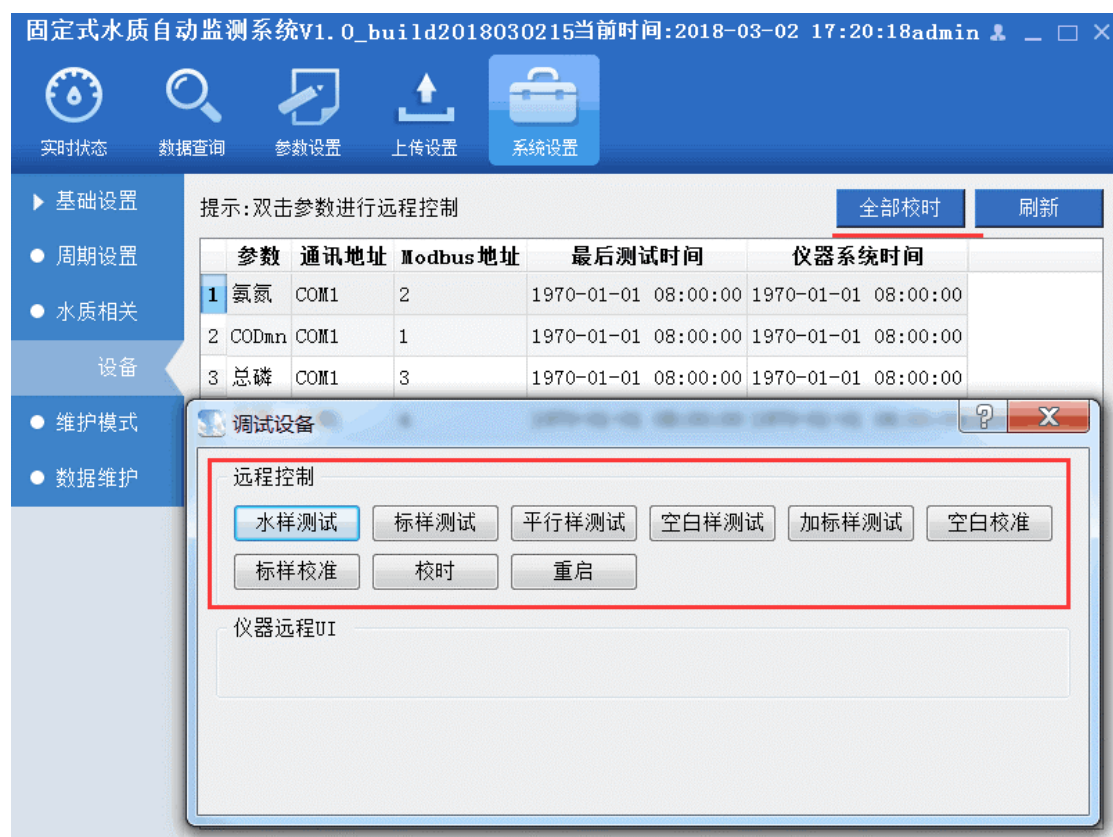 固定式水质自动监测系统V1.0_build2018030215当前时间:2018-03-02 17:20:18admin
实时状态 数据查询 参数设置 上传设置 系统设置
基础设置
周期设置
水质相关
设备
维护模式
数据维护
提示:双击参数进行远程控制 全部校时 刷新
参数 通讯地址 Modbus地址 最后测试时间 仪器系统时间
1 氨氮 COM1 2 1970-01-01 08:00:00 1970-01-01 08:00:00
2 CODmn COM1 1 1970-01-01 08:00:00 1970-01-01 08:00:00
3 总磷 COM1 3 1970-01-01 08:00:00 1970-01-01 08:00:00
调试设备
远程控制
水样测试 标样测试 平行样测试 空白样测试 加标样测试 空白校准
标样校准 校时 重启
仪器远程UI